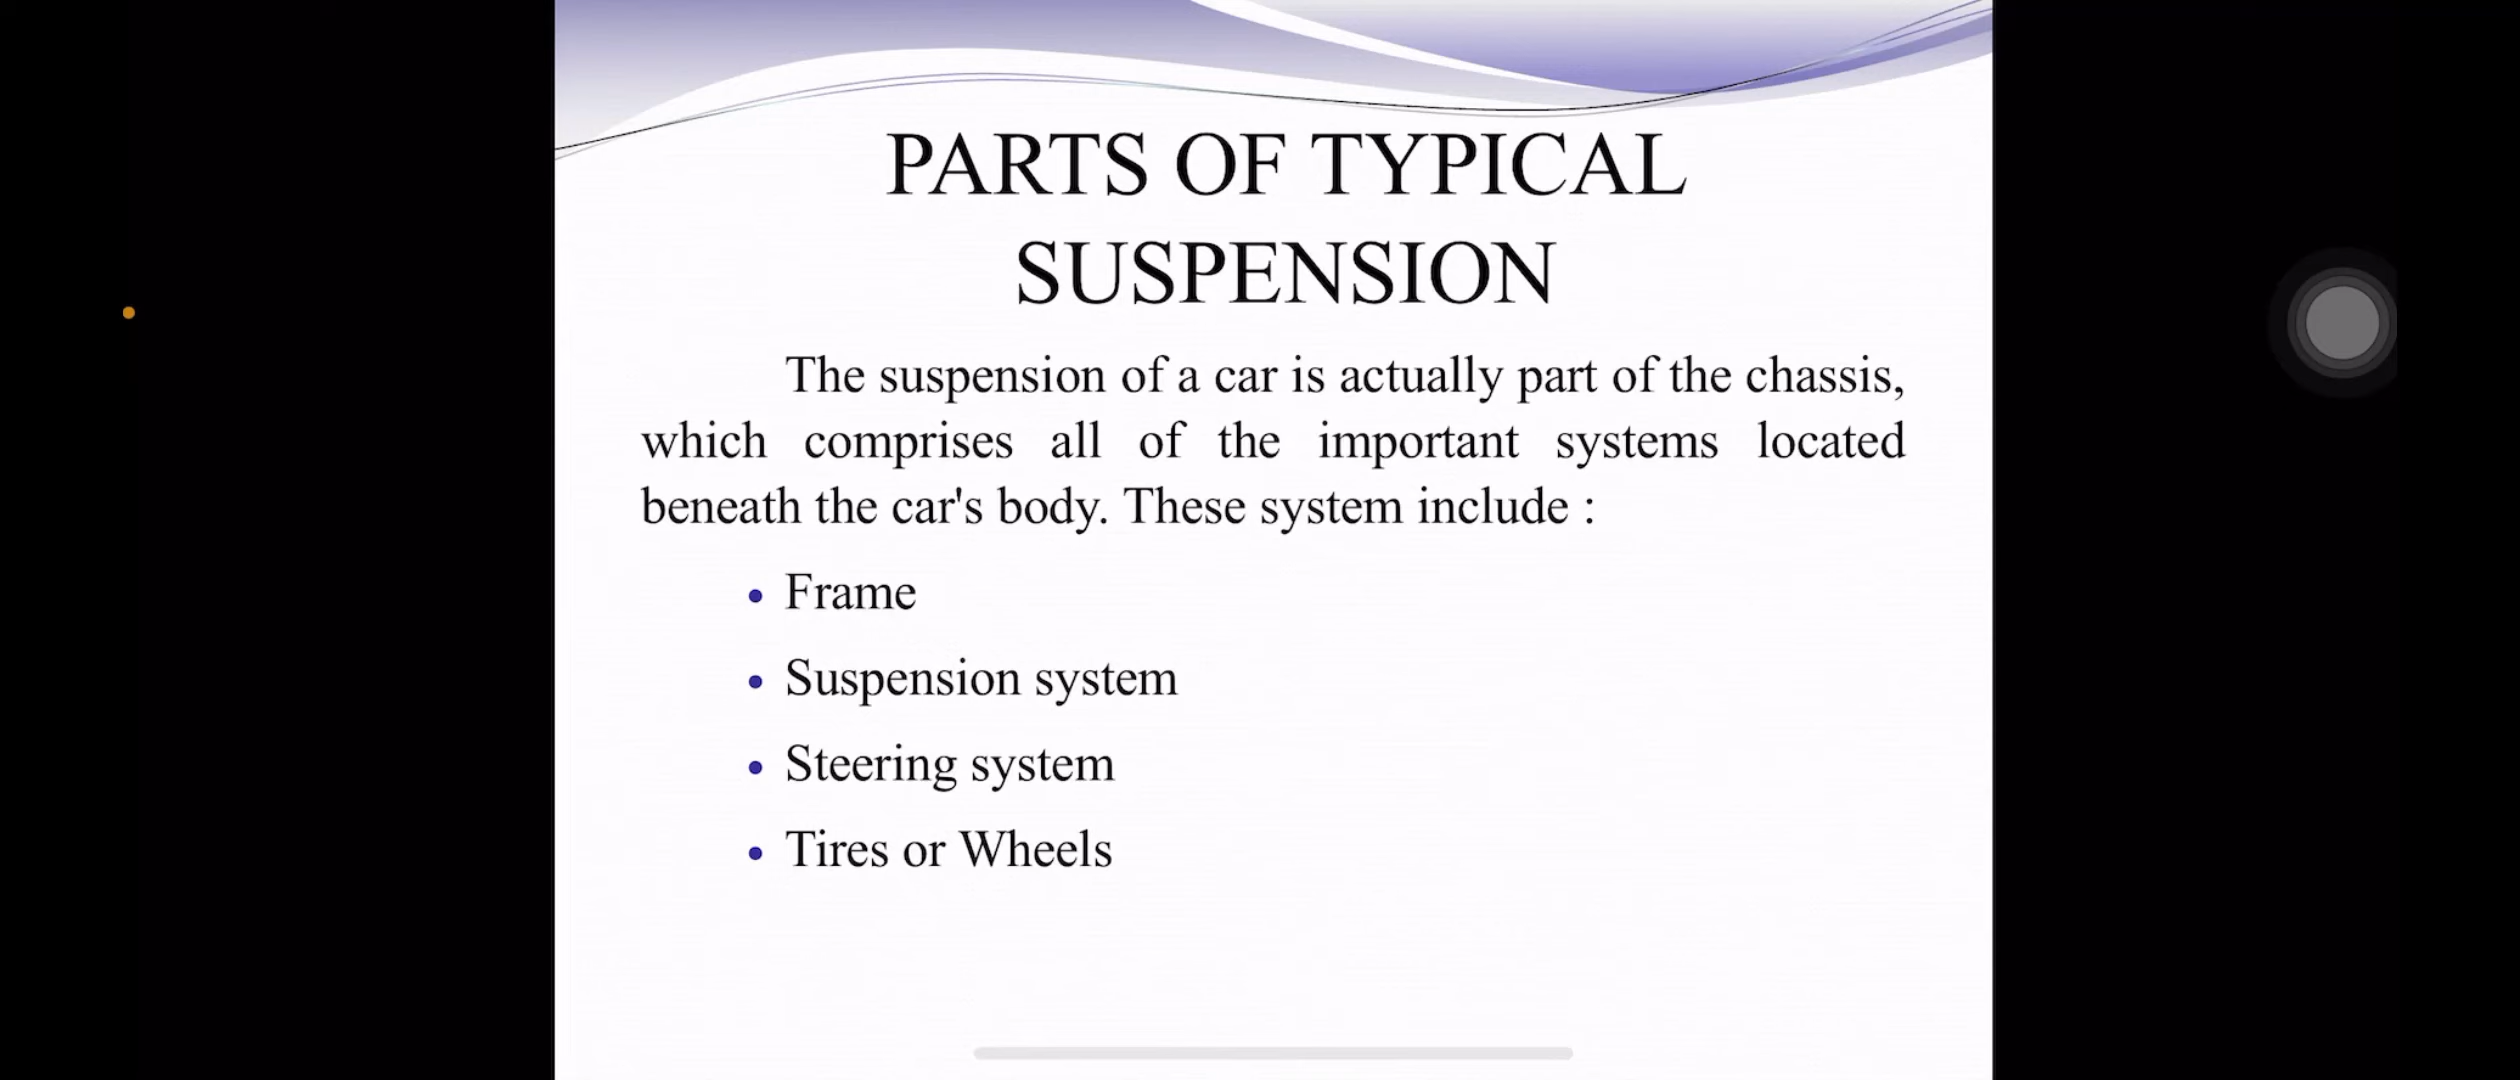 PARTS OF TYPICAL
SUSPENSION
The suspension of a car is actually part of the chassis,
which comprises all of the important systems located
beneath the car's body. These system include :
• Frame
• Suspension system
• Steering system
• Tires or Wheels